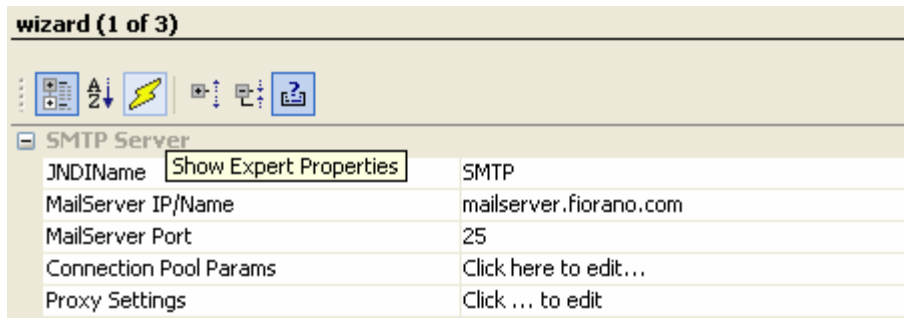 wizard (1 of 3)
SMTP Server
Show Expert Properties
JNDIName SMTP
MailServer IP/Name mailserver.fiorano.com
MailServer Port 25
Connection Pool Params Click here to edit...
Proxy Settings Click ... to edit